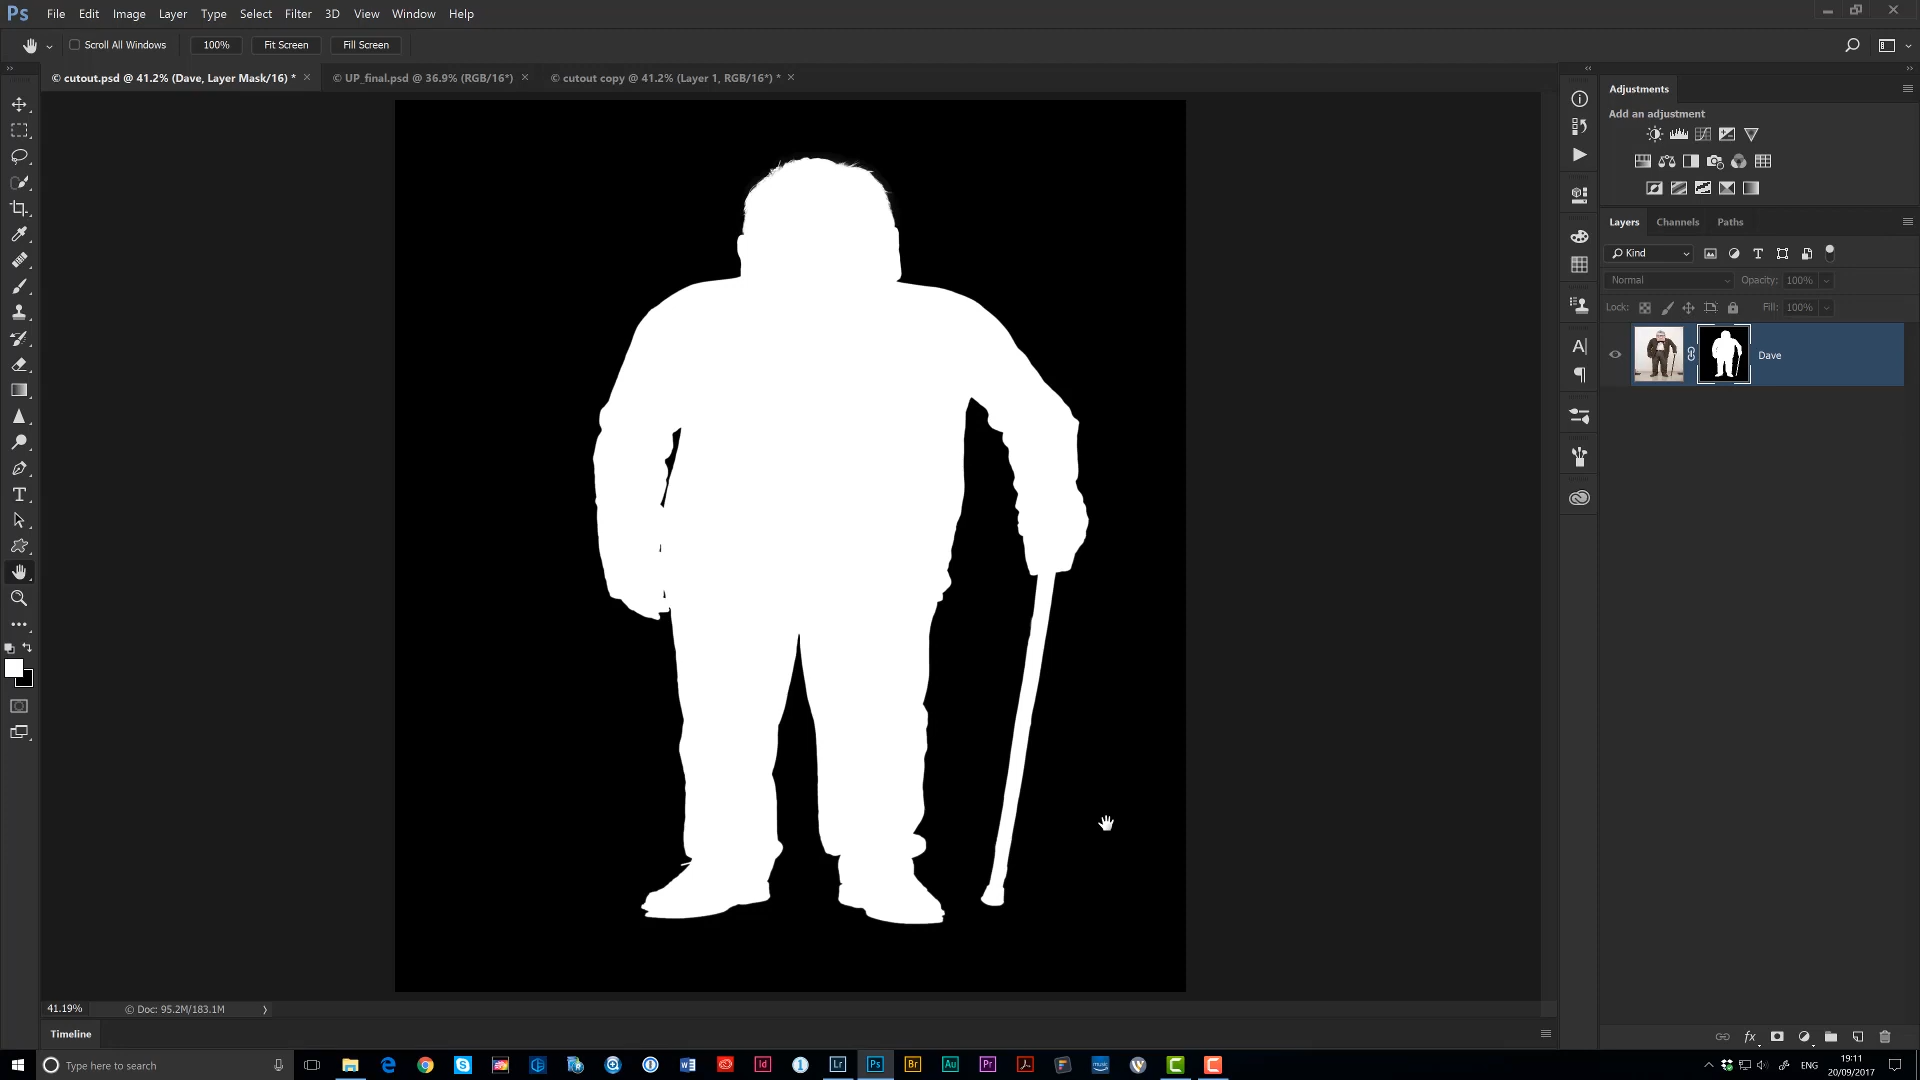 Ps File Edit Image Layer Type Select Filter 3D View Window Help
Scroll All Windows 100% Fit Screen Fill Screen
© cutout.psd @ 41.2% (Dave, Layer Mask/16) * × © UP_final.psd @ 36.9% (RGB/16*) × © cutout copy @ 41.2% (Layer 1, RGB/16*) * ×
Adjustments
Add an adjustment
Layers Channels Paths
Kind
Normal Opacity: 100%
Lock: Fill: 100%
Dave
41.19% © Doc: 95.2M/183.1M
Timeline
Type here to search
ENG
19:11
20/09/2017